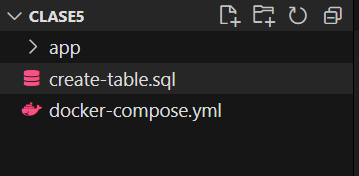 CLASE5
app
create-table.sql
docker-compose.yml